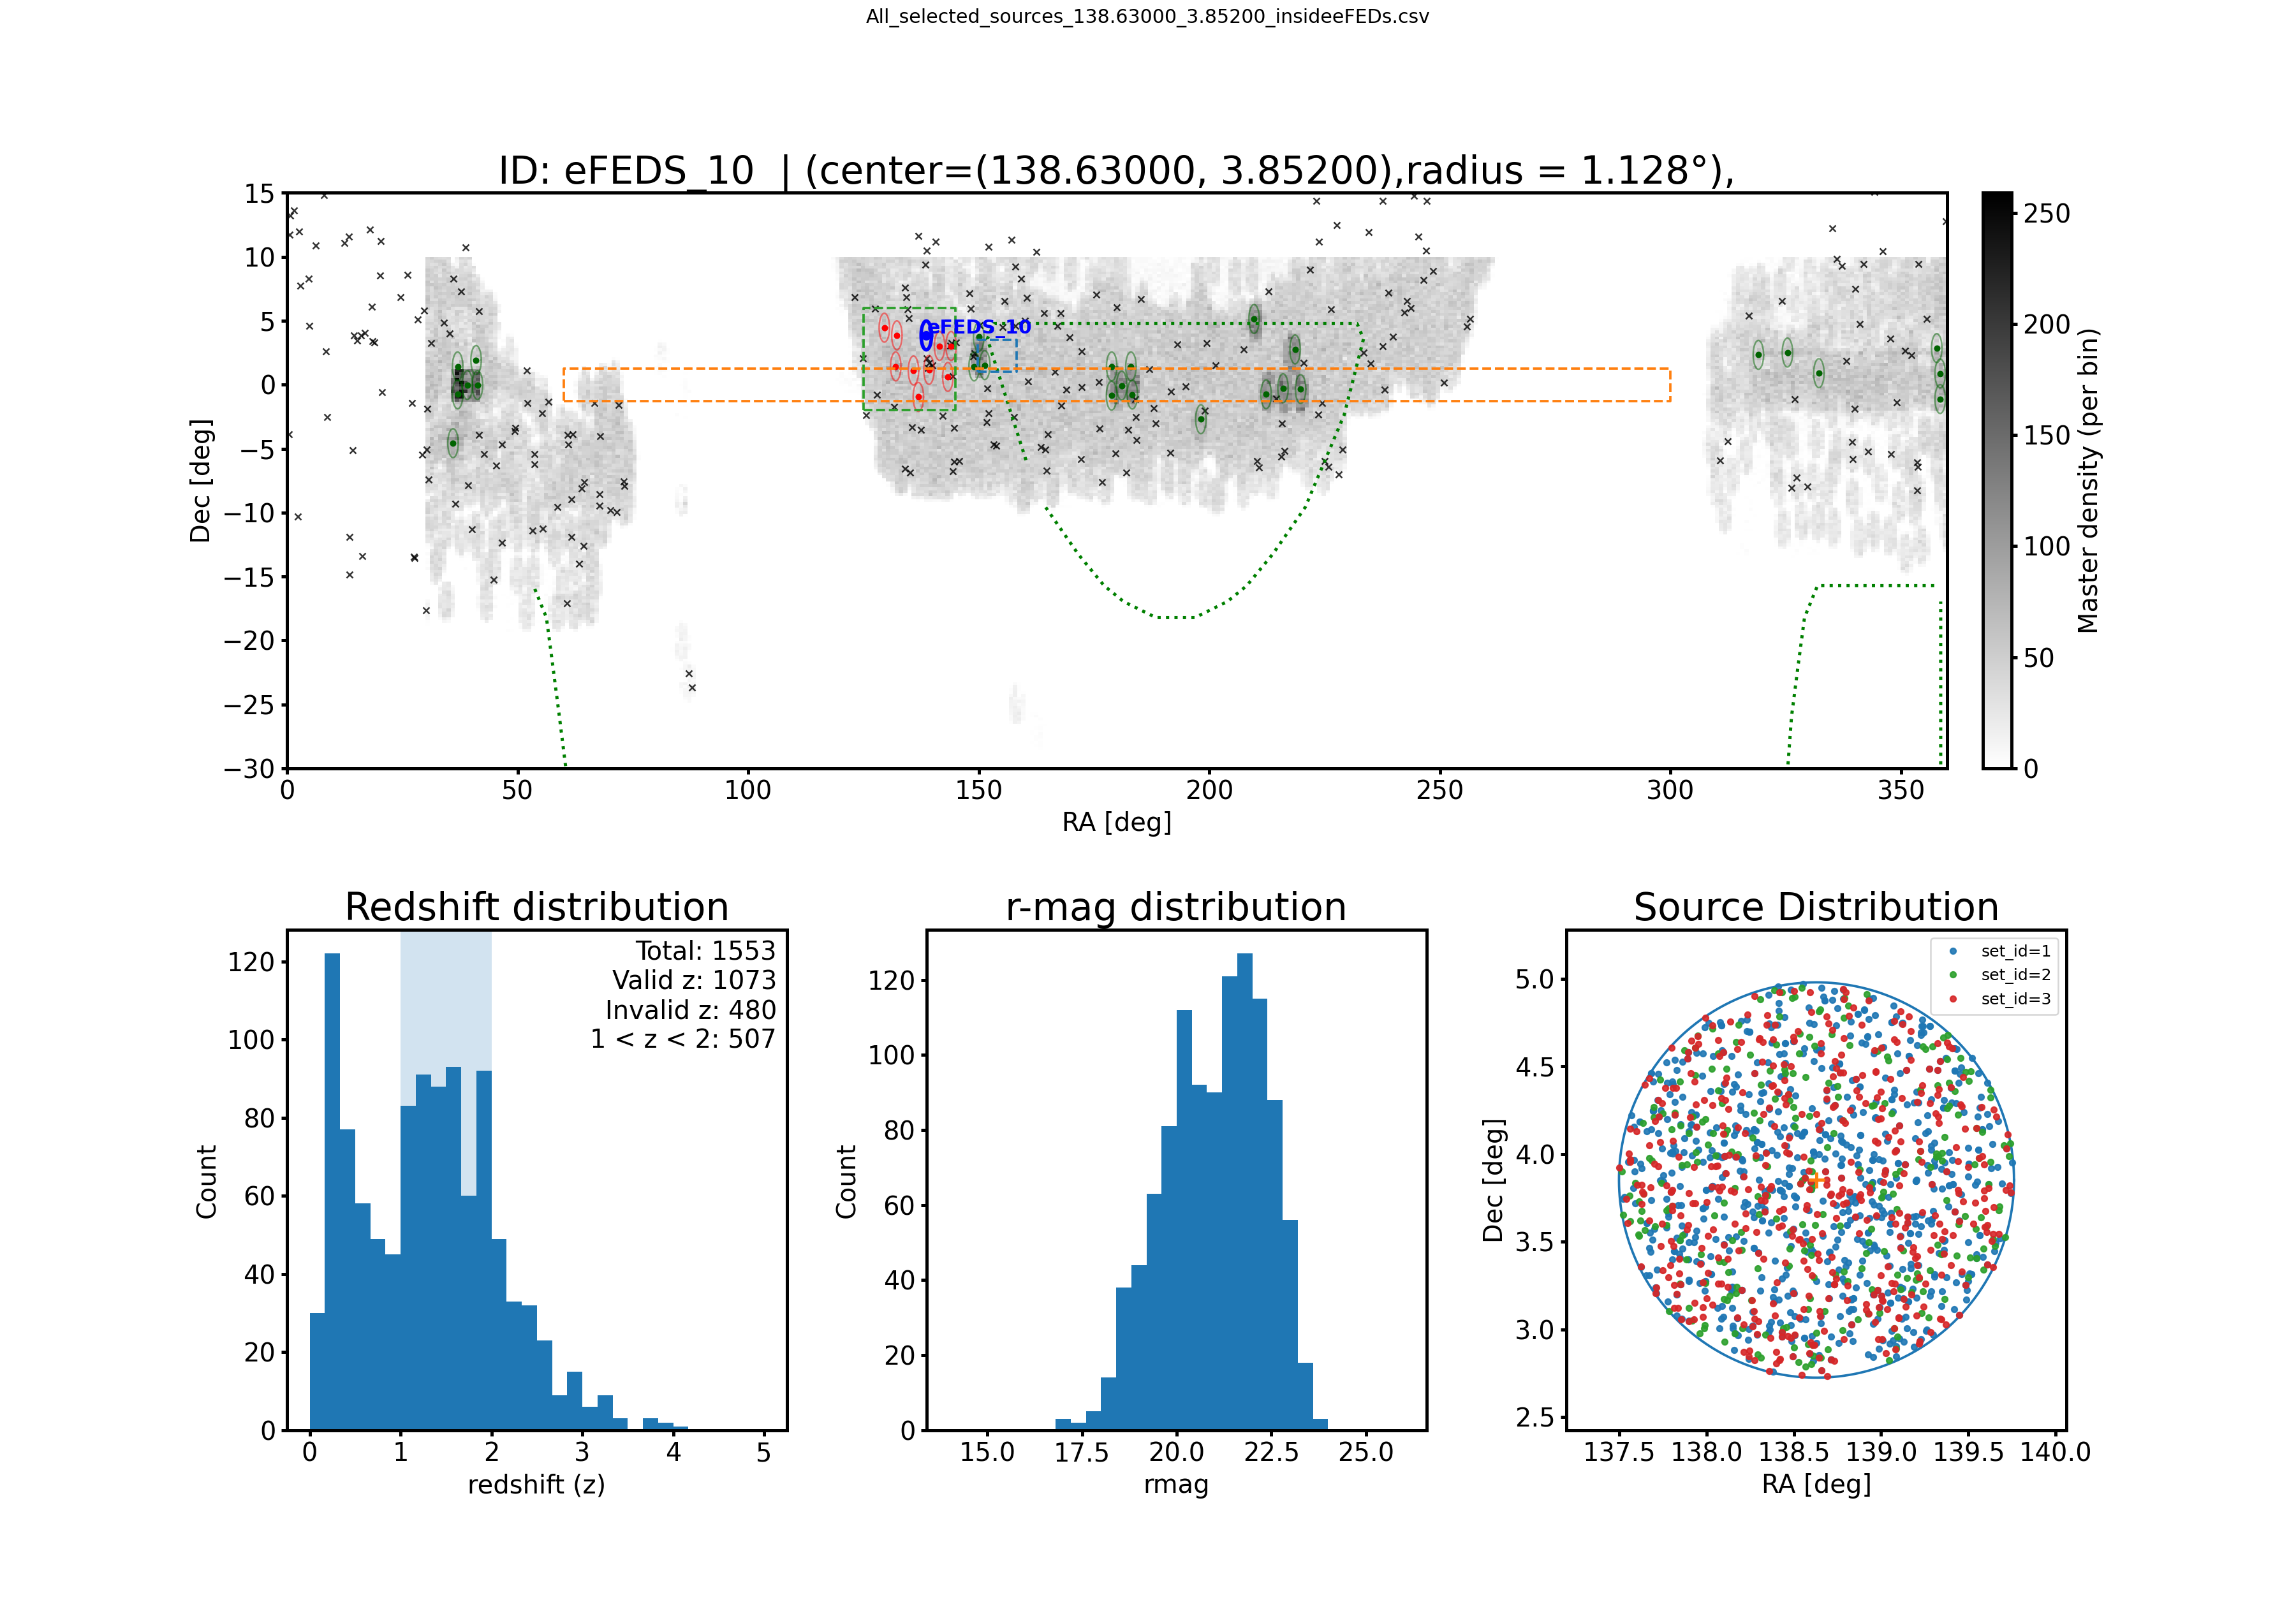 All_selected_sources_138.63000_3.85200_insideeFEDs.csv
ID: eFEDS_10 | (center=(138.63000, 3.85200),radius = 1.128°),
15
10
5
0
−5
−10
−15
−20
−25
−30
Dec [deg]
eFEDS_10
0
50
100
150
200
250
300
350
RA [deg]
250
200
150
100
50
0
Master density (per bin)
Redshift distribution
Total: 1553
Valid z: 1073
Invalid z: 480
1 < z < 2: 507
120
100
80
60
40
20
0
Count
0
1
2
3
4
5
redshift (z)
r-mag distribution
120
100
80
60
40
20
0
Count
15.0
17.5
20.0
22.5
25.0
rmag
Source Distribution
set_id=1
set_id=2
set_id=3
5.0
4.5
4.0
3.5
3.0
2.5
Dec [deg]
137.5
138.0
138.5
139.0
139.5
140.0
RA [deg]